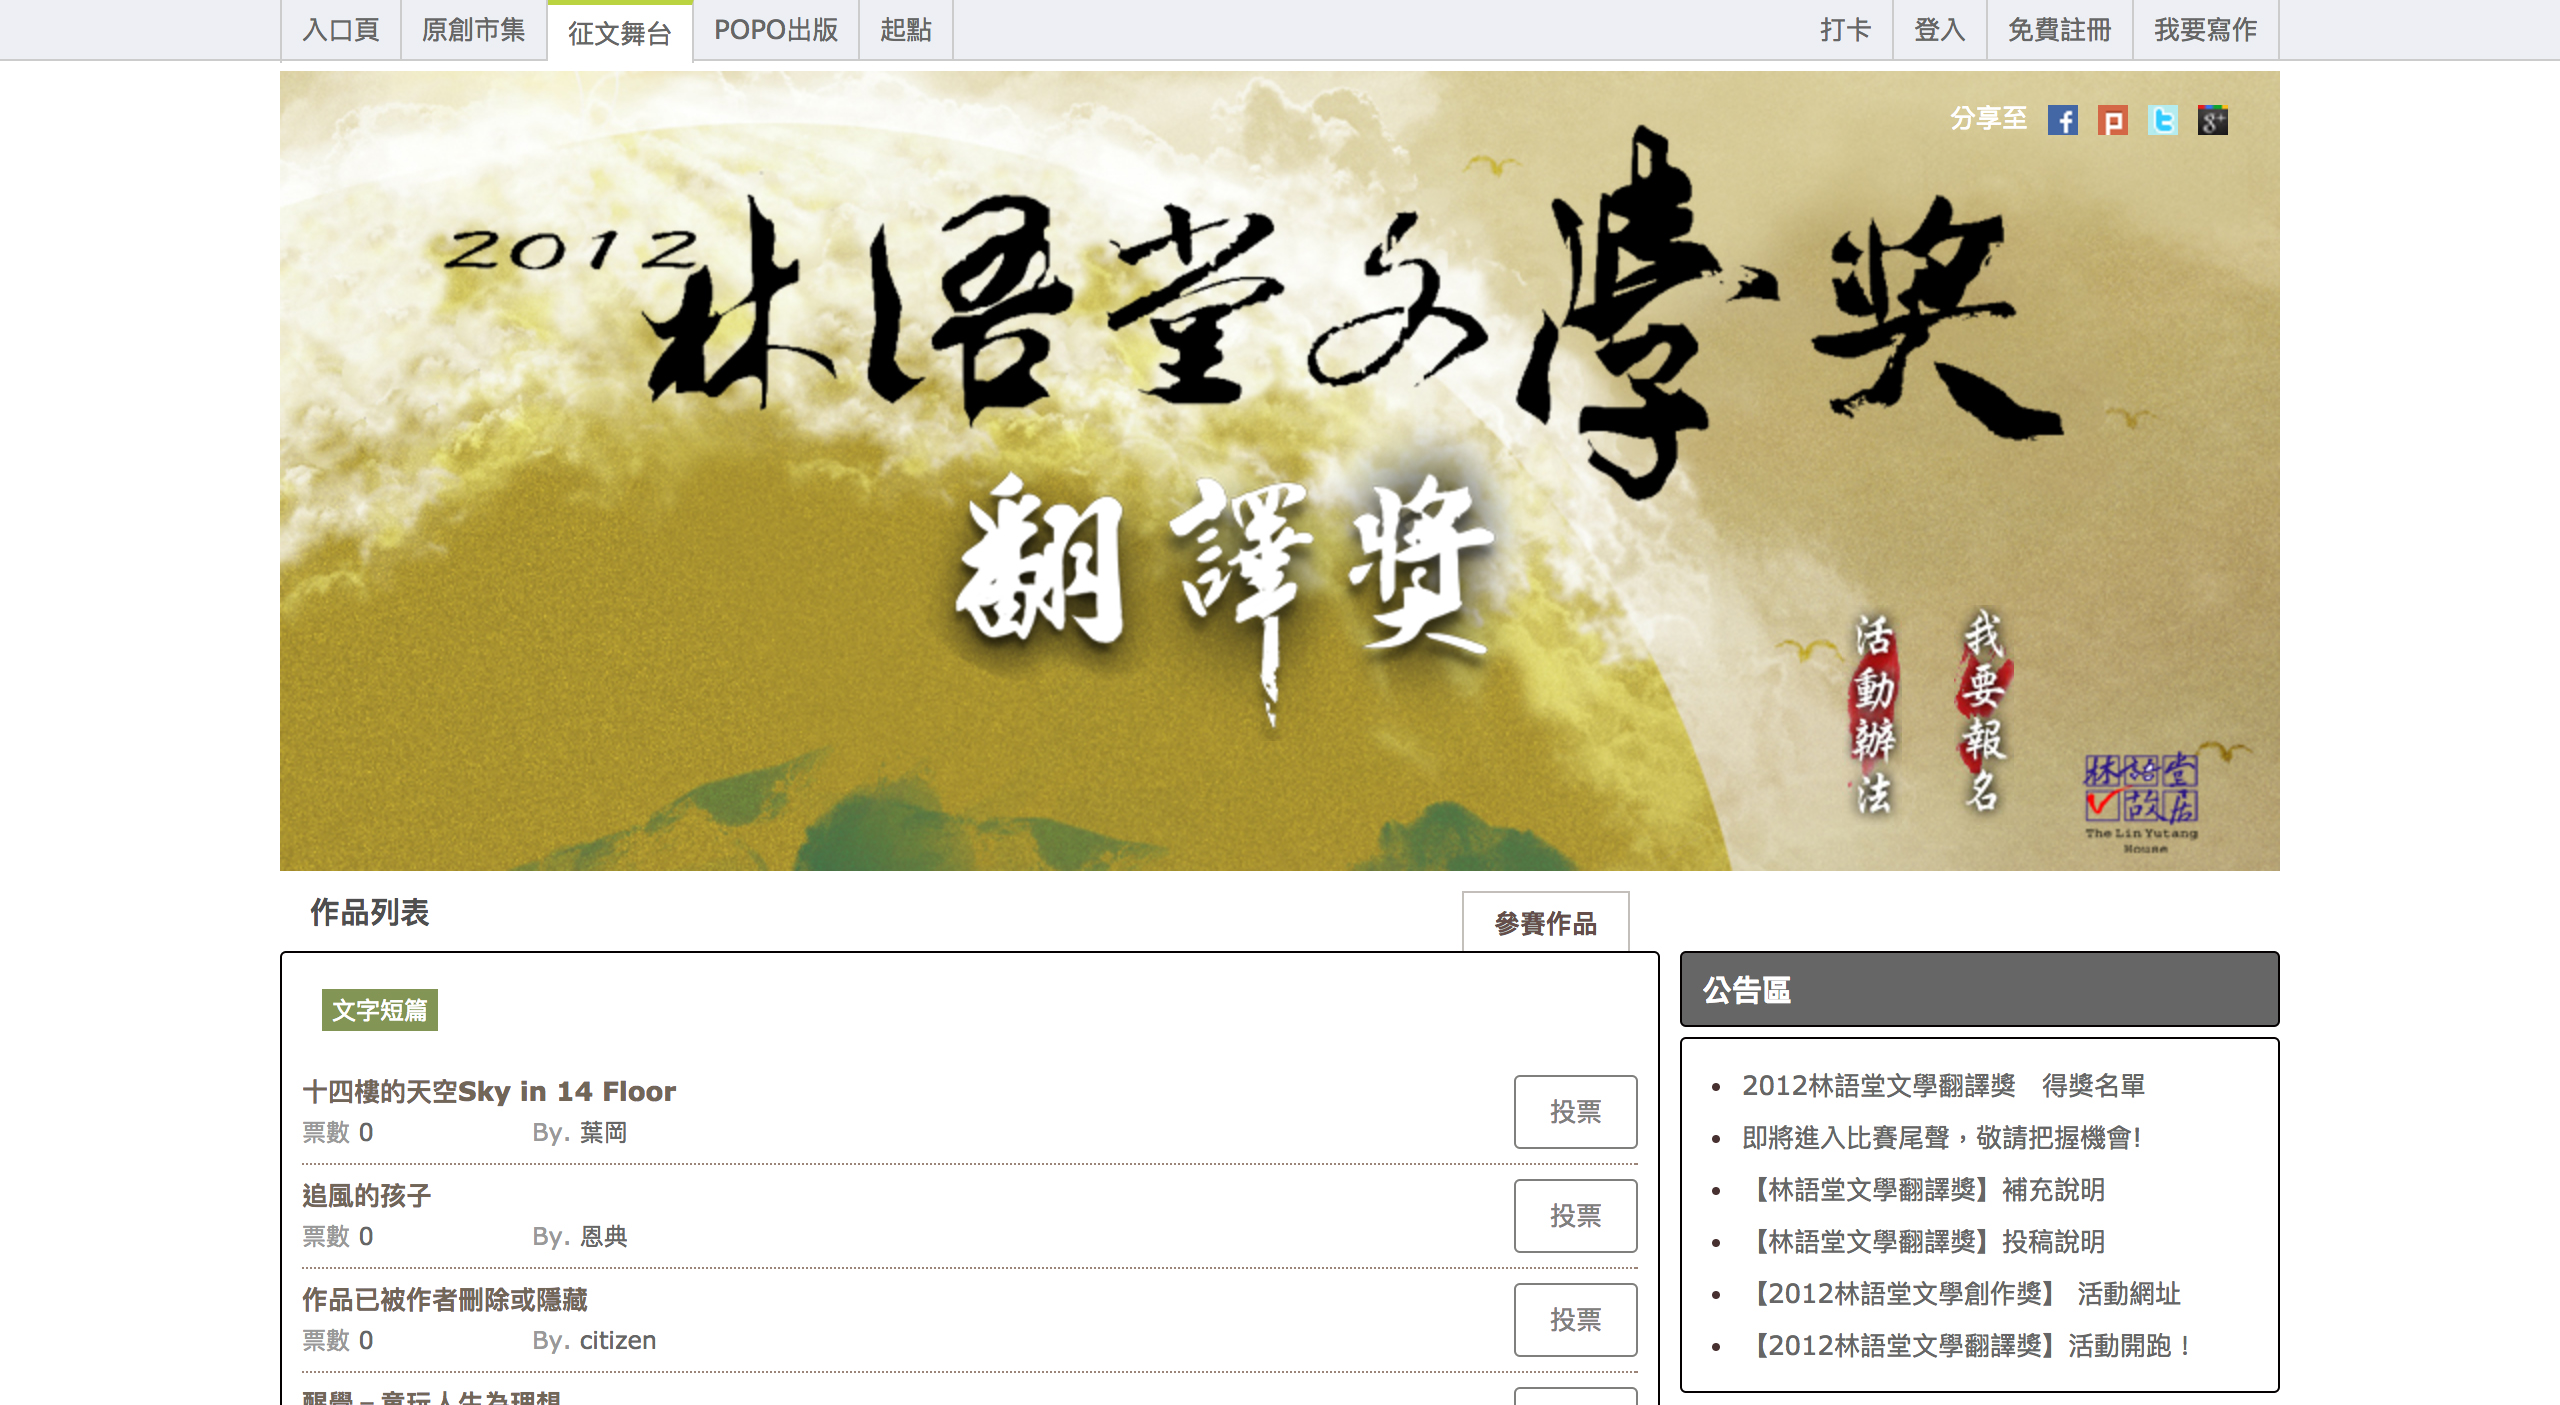 入口頁 原創市集 征文舞台 POPO出版 起點 打卡 登入 免費註冊 我要寫作
分享至
2012
林語堂文學獎
翻譯獎
我要報名
活動辦法
林語堂
故居
The Lin Yutang
House
作品列表
參賽作品
文字短篇
十四樓的天空Sky in 14 Floor
票數 0 By. 葉岡
投票
追風的孩子
票數 0 By. 恩典
投票
作品已被作者刪除或隱藏
票數 0 By. citizen
投票
醒覺－童玩人生為理想
公告區
2012林語堂文學翻譯獎　得獎名單
即將進入比賽尾聲，敬請把握機會!
【林語堂文學翻譯獎】補充說明
【林語堂文學翻譯獎】投稿說明
【2012林語堂文學創作獎】 活動網址
【2012林語堂文學翻譯獎】活動開跑！